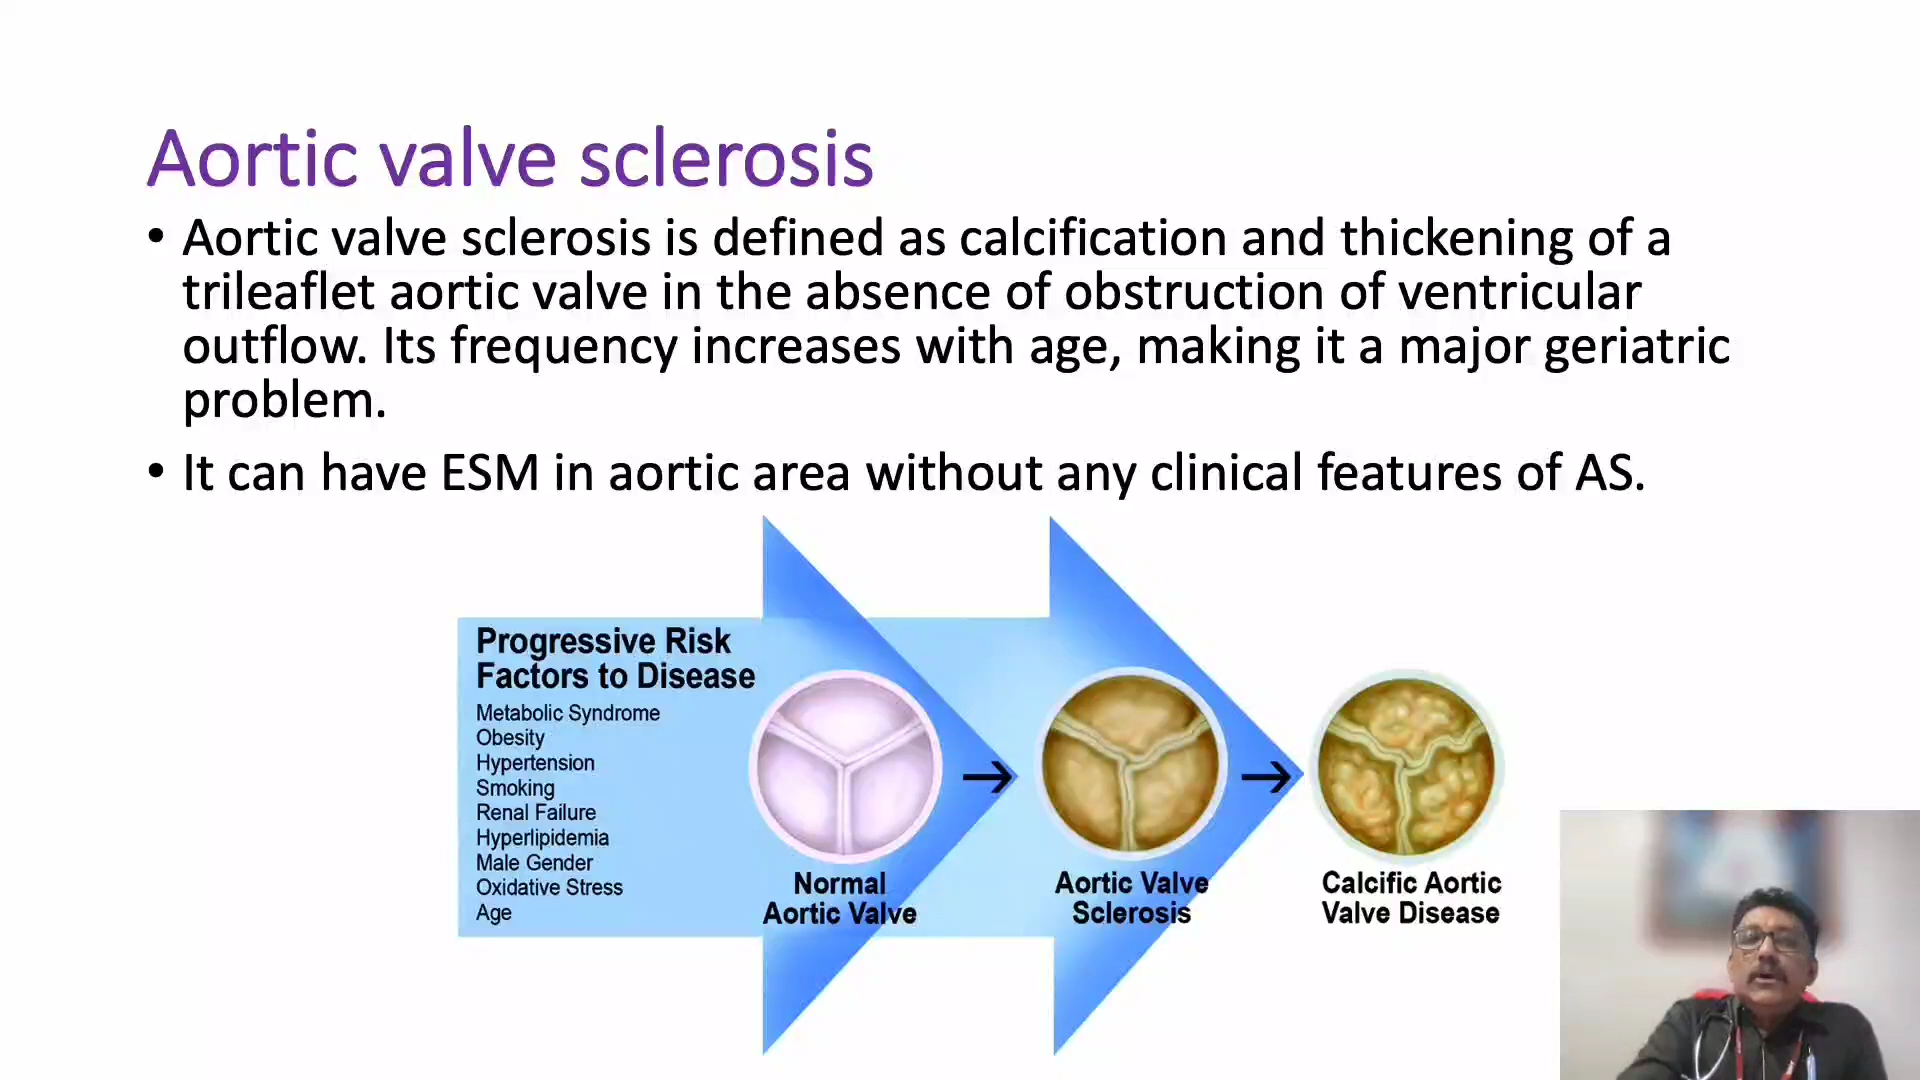 Aortic valve sclerosis
• Aortic valve sclerosis is defined as calcification and thickening of a
trileaflet aortic valve in the absence of obstruction of ventricular
outflow. Its frequency increases with age, making it a major geriatric
problem.
• It can have ESM in aortic area without any clinical features of AS.
Progressive Risk
Factors to Disease
Metabolic Syndrome
Obesity
Hypertension
Smoking
Renal Failure
Hyperlipidemia
Male Gender
Oxidative Stress
Age
Normal
Aortic Valve
Aortic Valve
Sclerosis
Calcific Aortic
Valve Disease